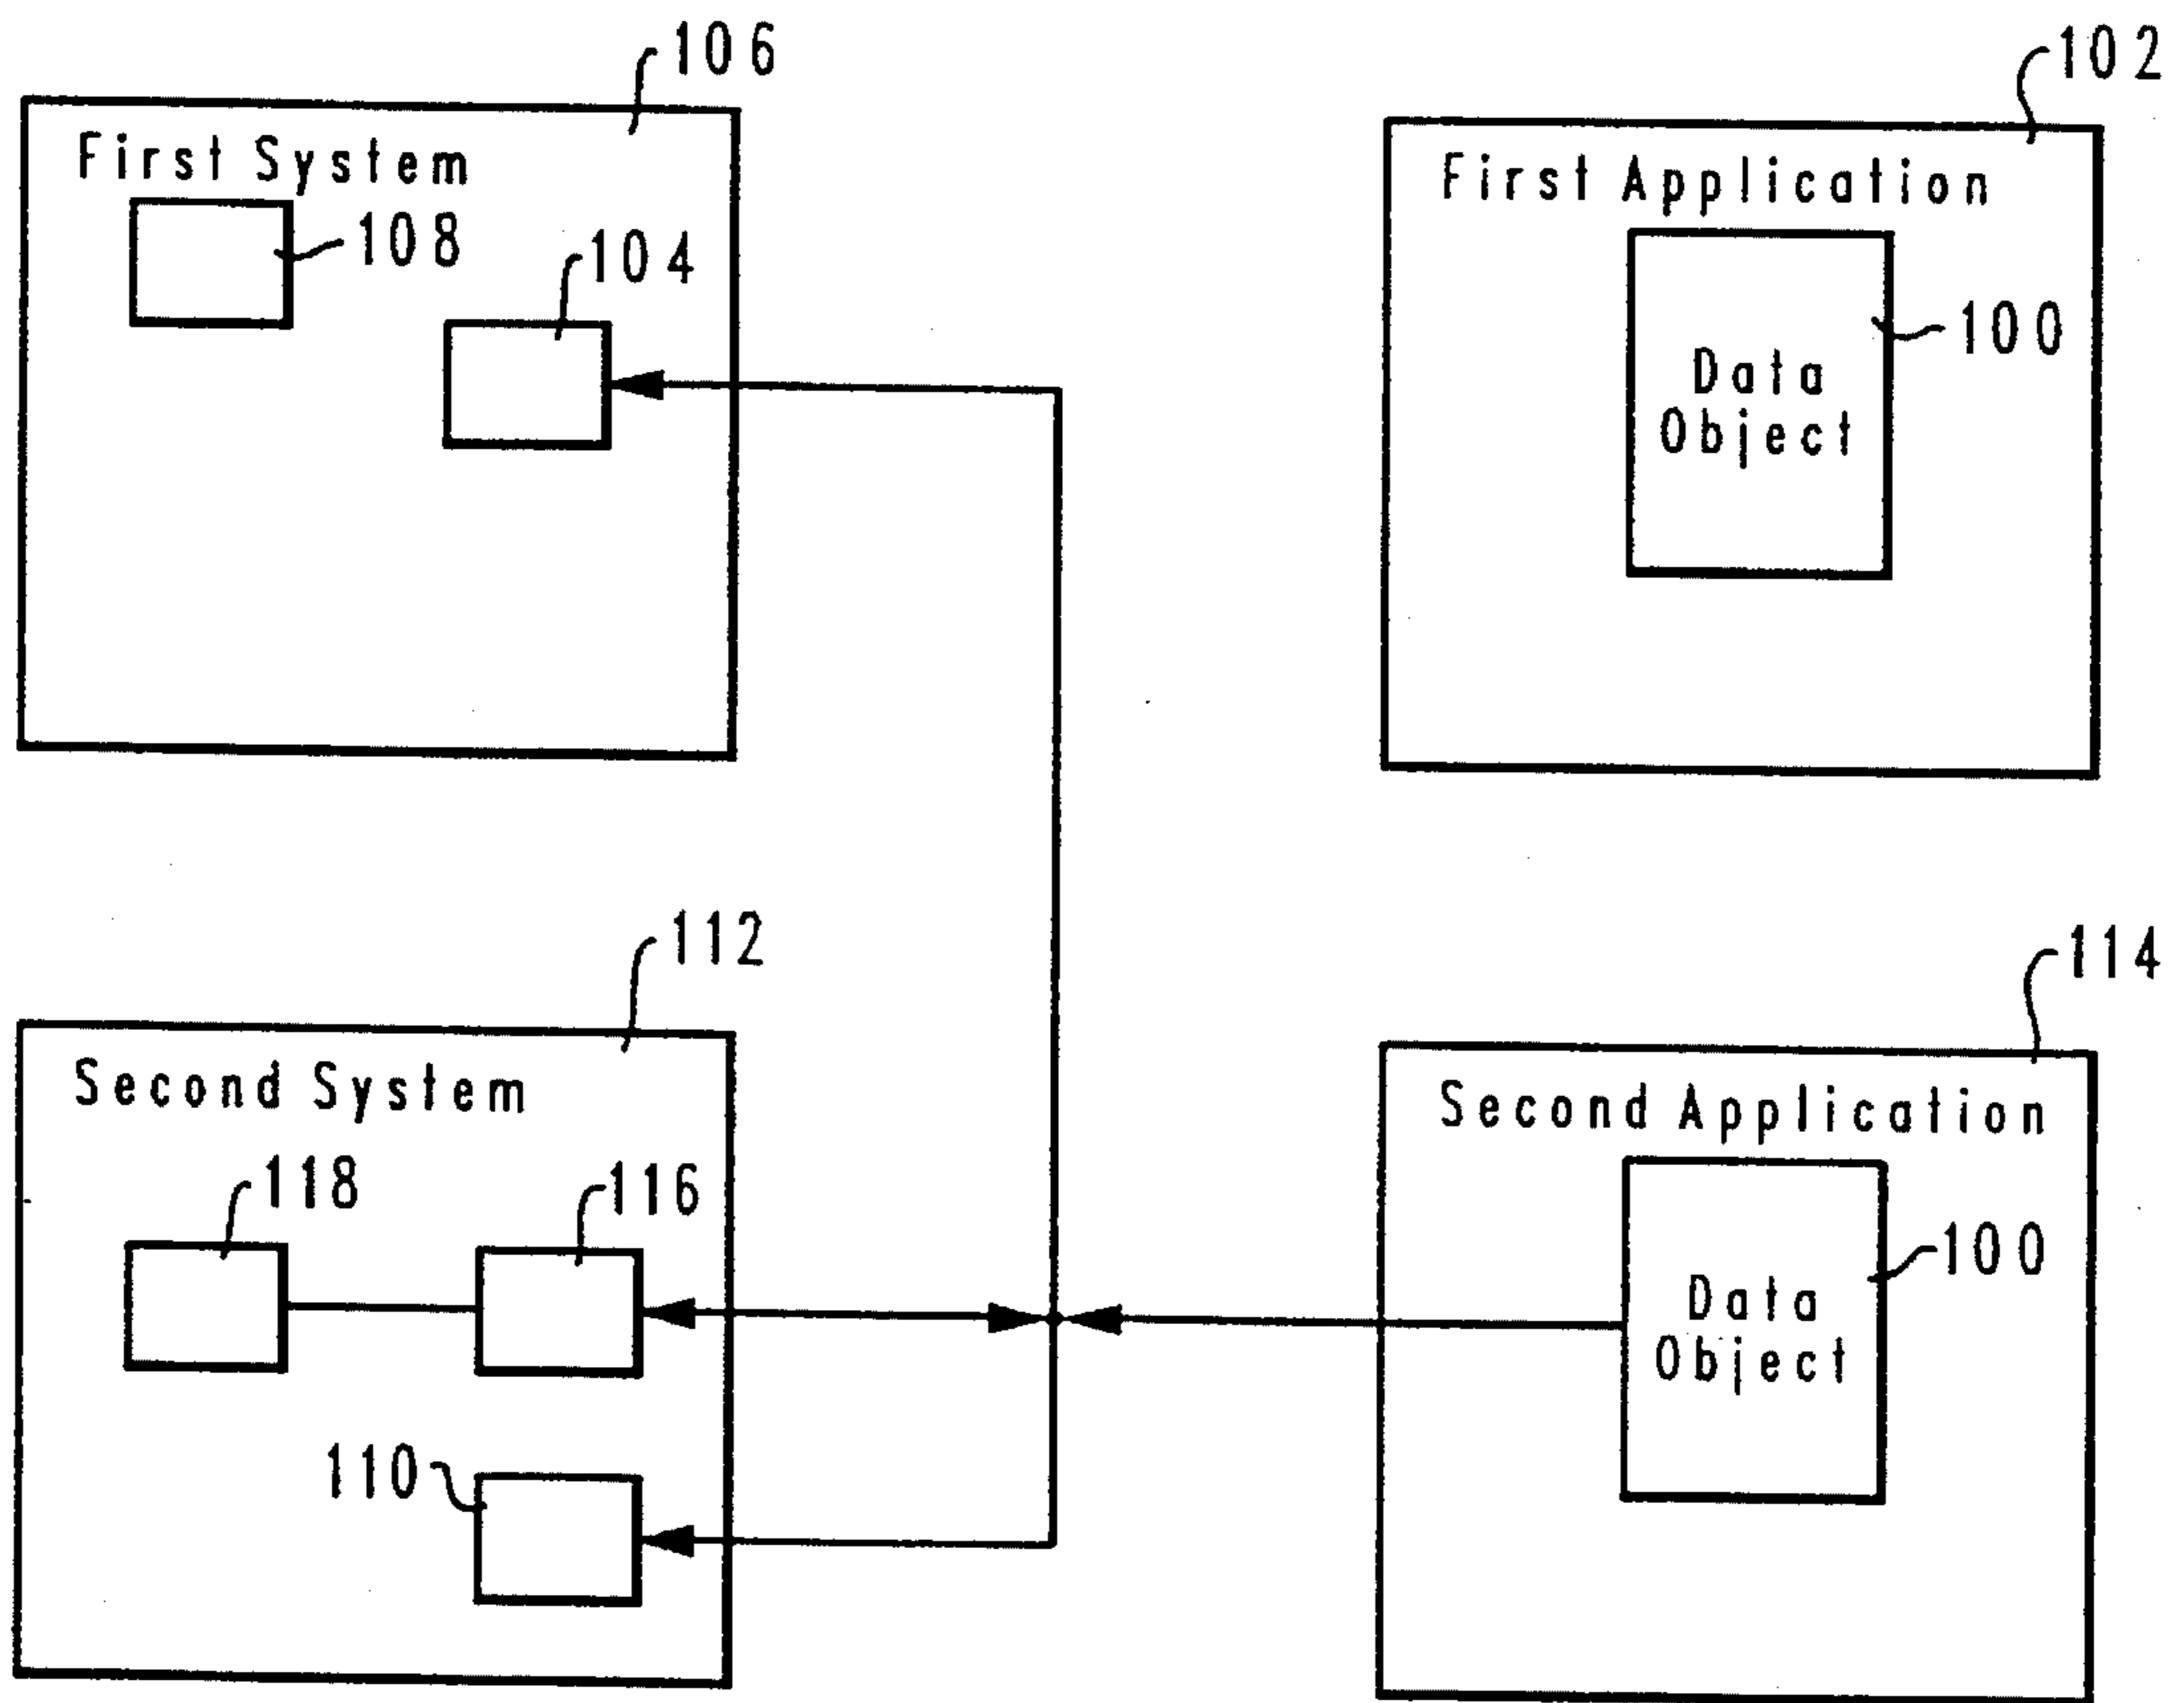 106
102
First System
First Application
108
104
100
Data
Object
112
114
Second System
Second Application
118
116
100
Data
Object
110